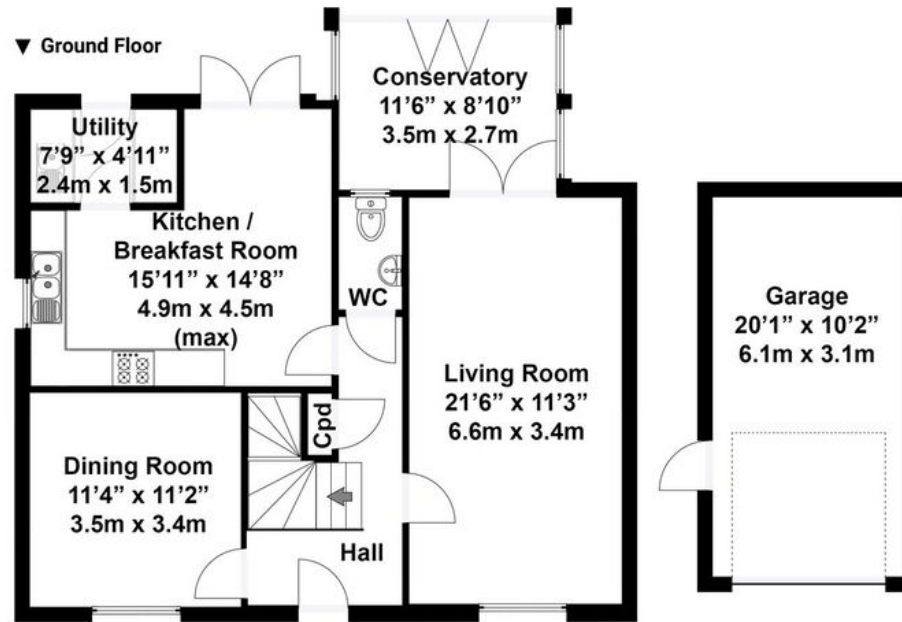 ▼ Ground Floor
Conservatory
11’6” x 8’10”
3.5m x 2.7m
Utility
7’9” x 4’11”
2.4m x 1.5m
Kitchen /
Breakfast Room
15’11” x 14’8”
4.9m x 4.5m
(max)
WC
Garage
20’1” x 10’2”
6.1m x 3.1m
Living Room
21’6” x 11’3”
6.6m x 3.4m
Cpd
Dining Room
11’4” x 11’2”
3.5m x 3.4m
Hall